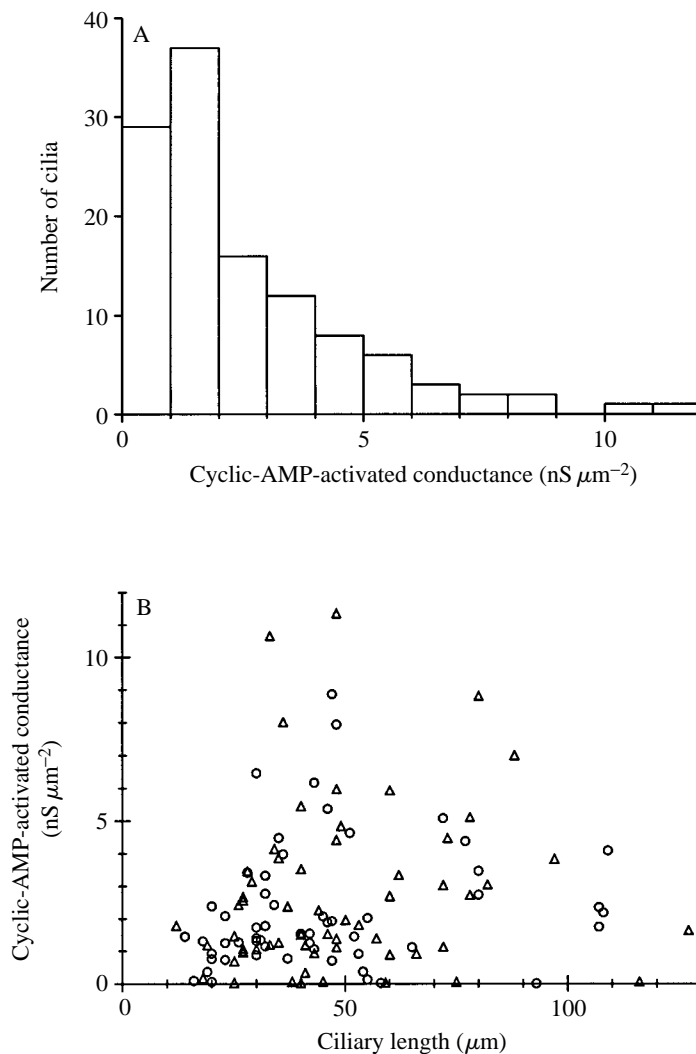 40
A
30
20
10
0
Number of cilia
0 5 10
Cyclic-AMP-activated conductance (nS μm⁻²)
B
10
5
0
Cyclic-AMP-activated conductance
(nS μm⁻²)
0 50 100
Ciliary length (μm)